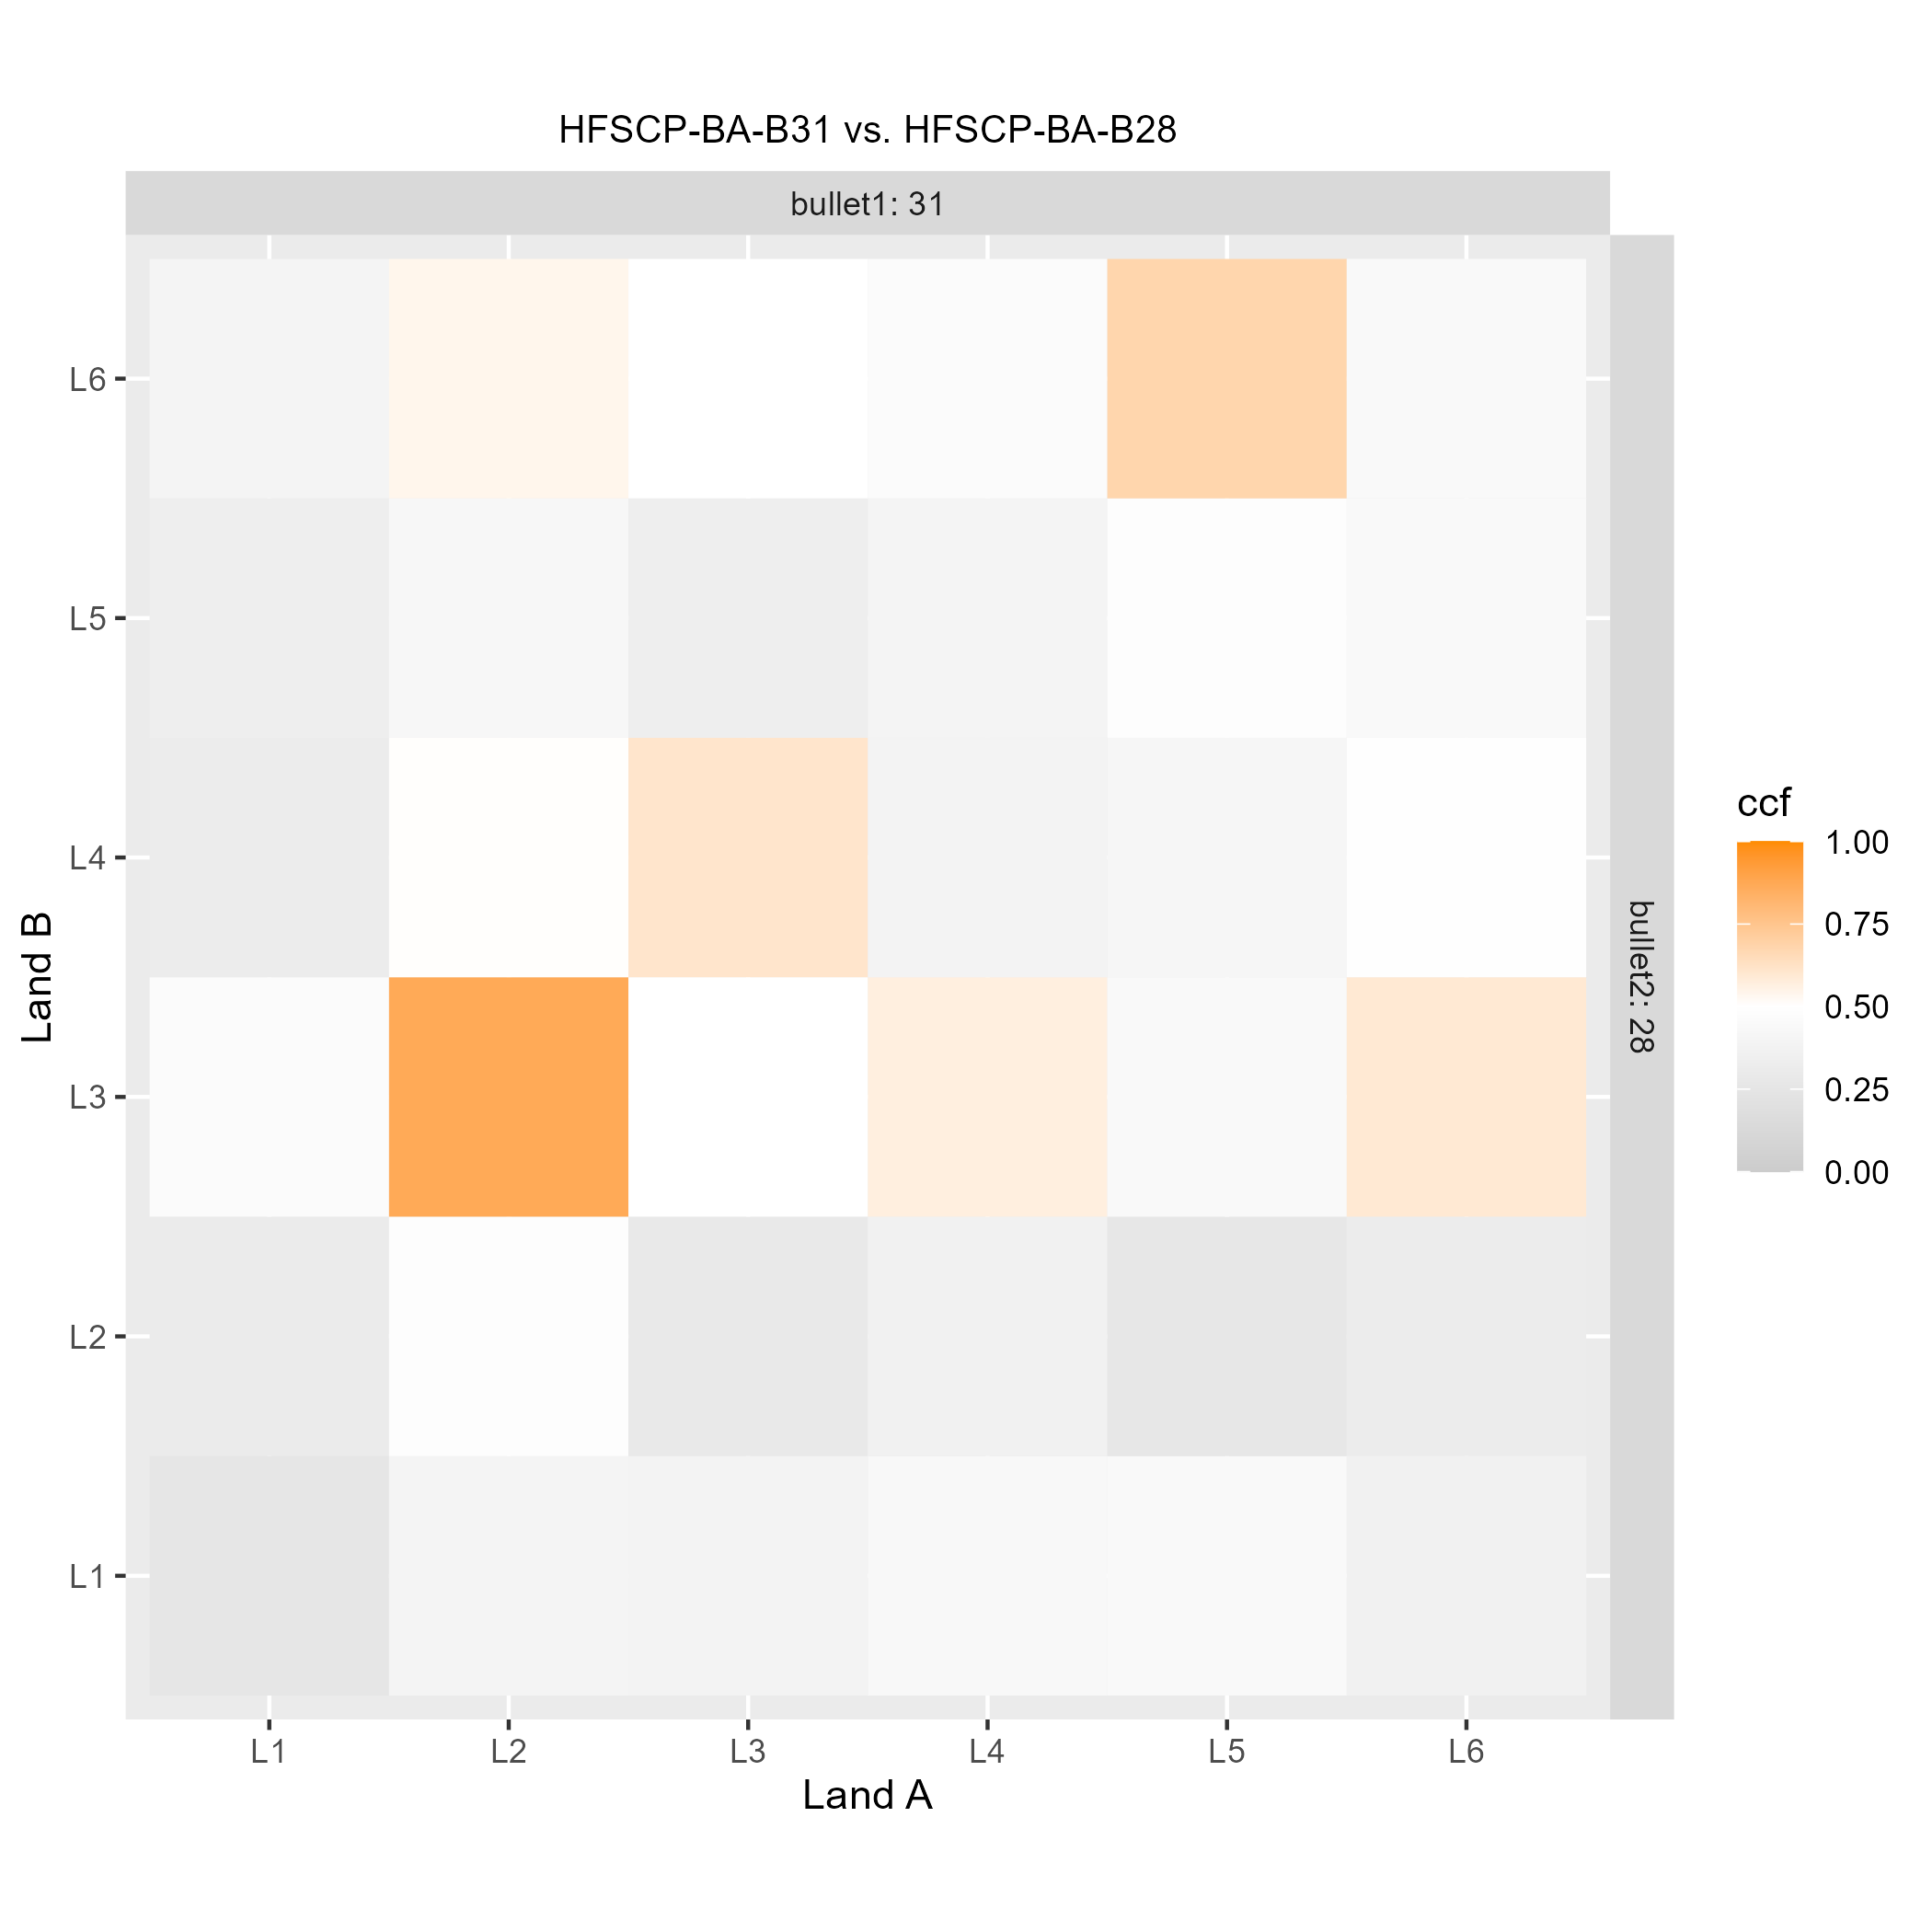 HFSCP-BA-B31 vs. HFSCP-BA-B28
bullet1: 31
L6
L5
L4
L3
L2
L1
Land B
bullet2: 28
L1 L2 L3 L4 L5 L6
Land A
ccf
1.00
0.75
0.50
0.25
0.00